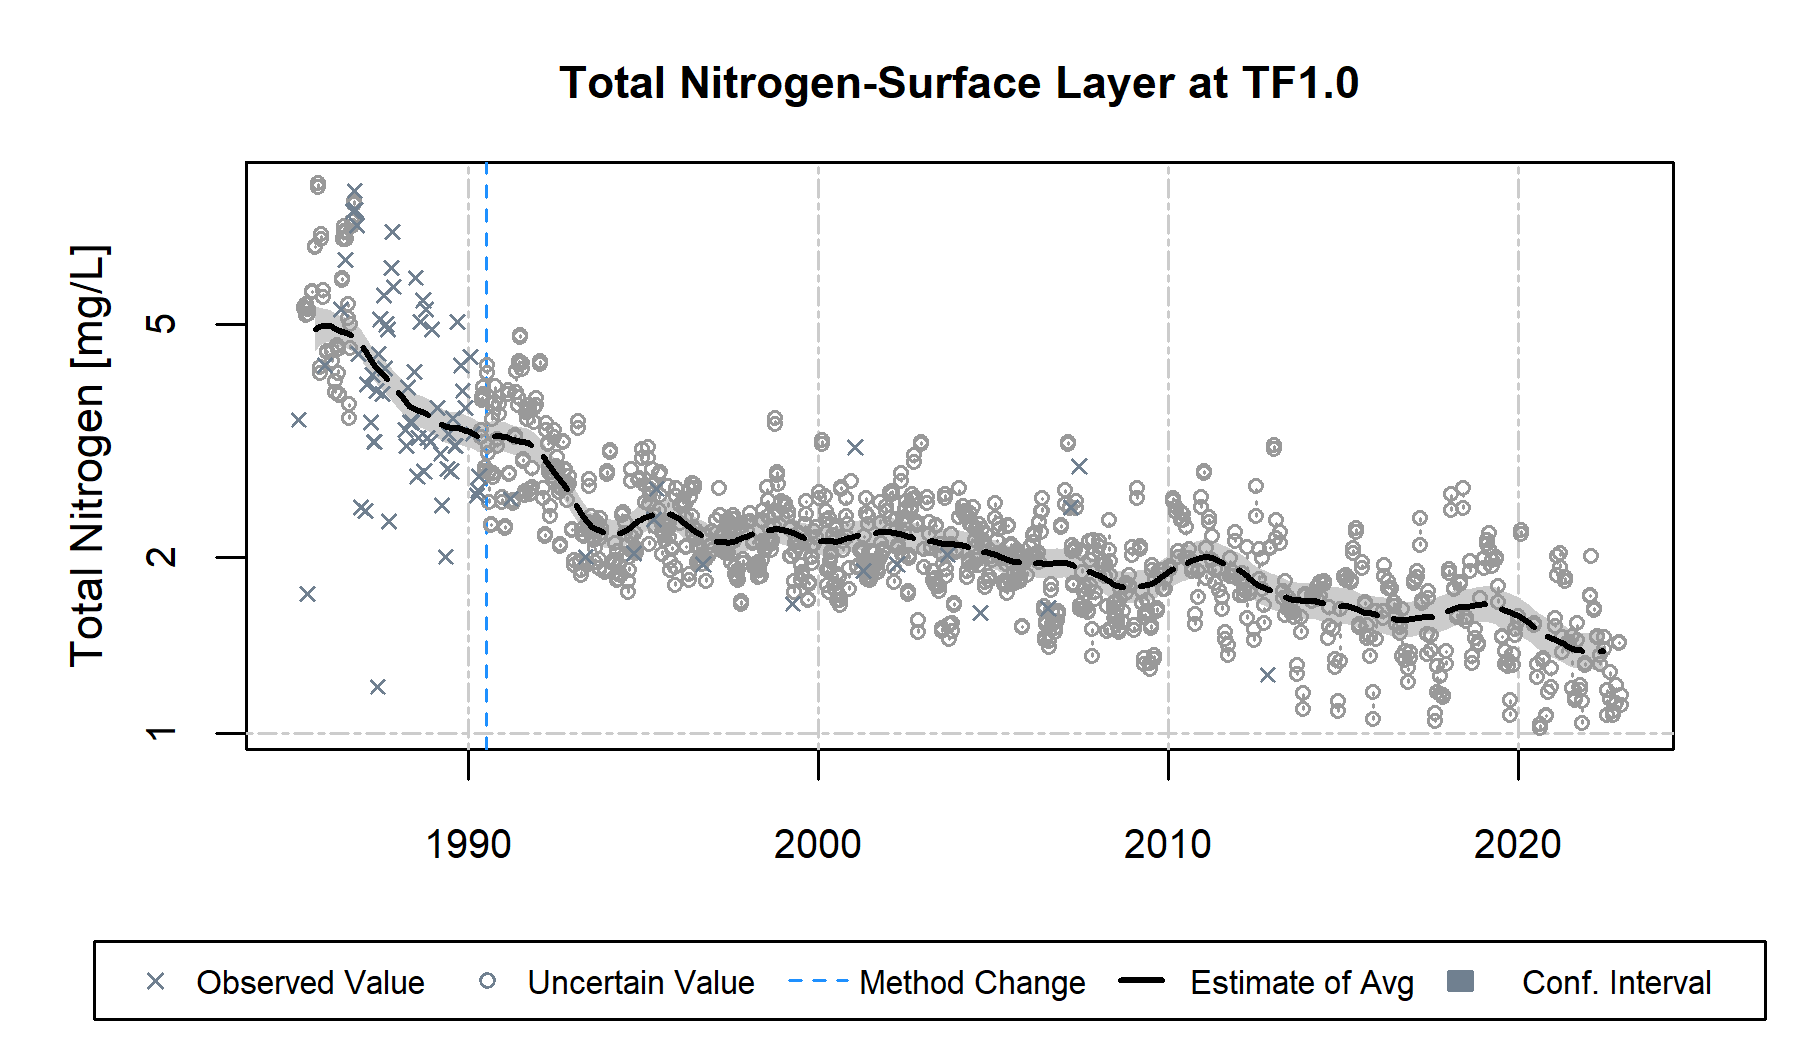 Total Nitrogen-Surface Layer at TF1.0
Total Nitrogen [mg/L]
5
2
1
1990 2000 2010 2020
Observed Value Uncertain Value Method Change Estimate of Avg Conf. Interval